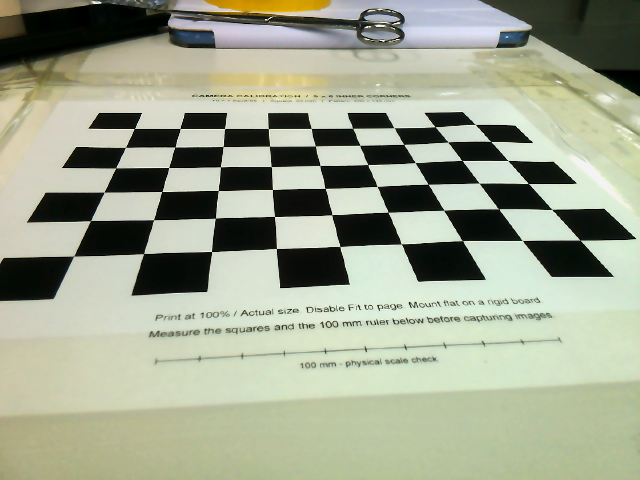 CAMERA CALIBRATION / 9 x 6 INNER CORNERS
Print at 100% / Actual size. Disable Fit to page. Mount flat on a rigid board.
Measure the squares and the 100 mm ruler below before capturing images.
100 mm - physical scale check